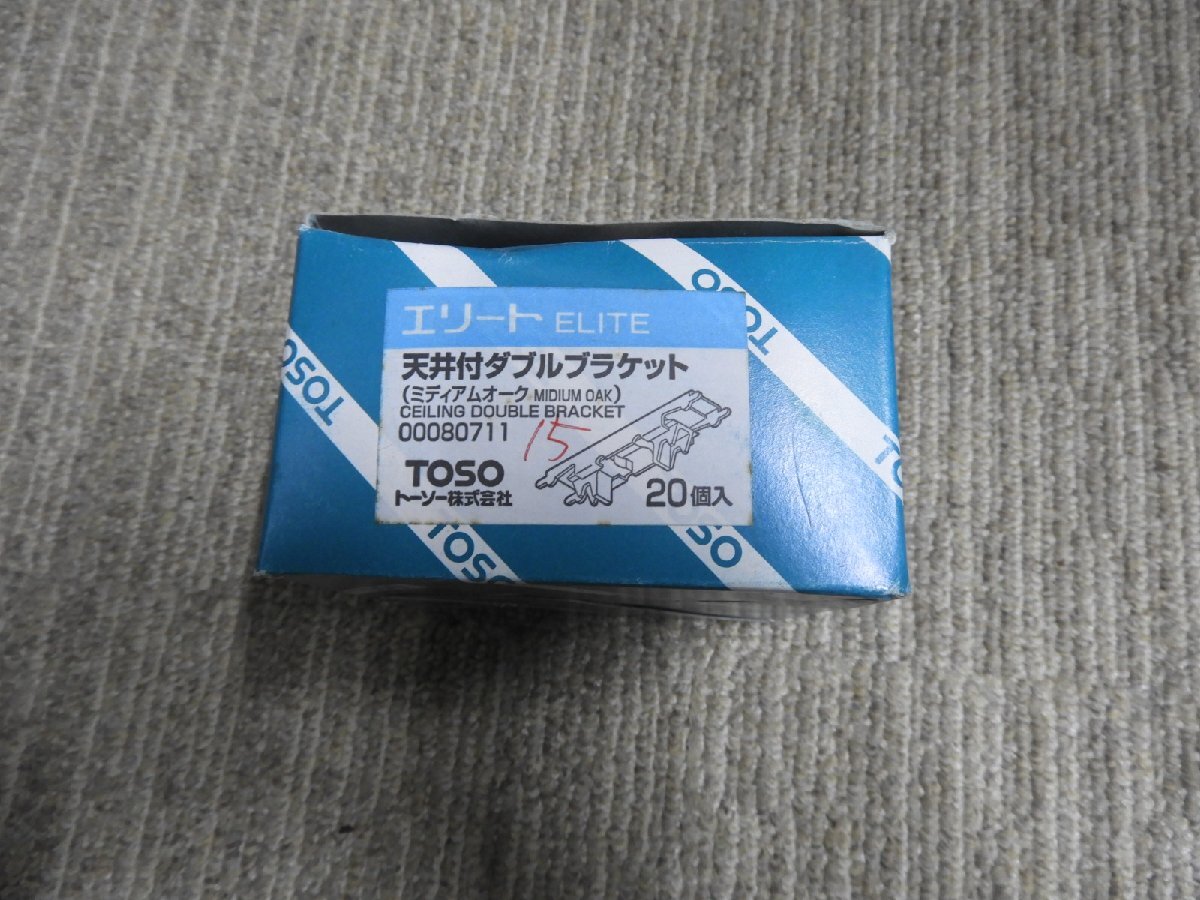 エリート ELITE
天井付ダブルブラケット
(ミディアムオーク MIDIUM OAK)
CEILING DOUBLE BRACKET
00080711
15
TOSO
トーソー株式会社
20個入
TOSO
TOSO
TOSO